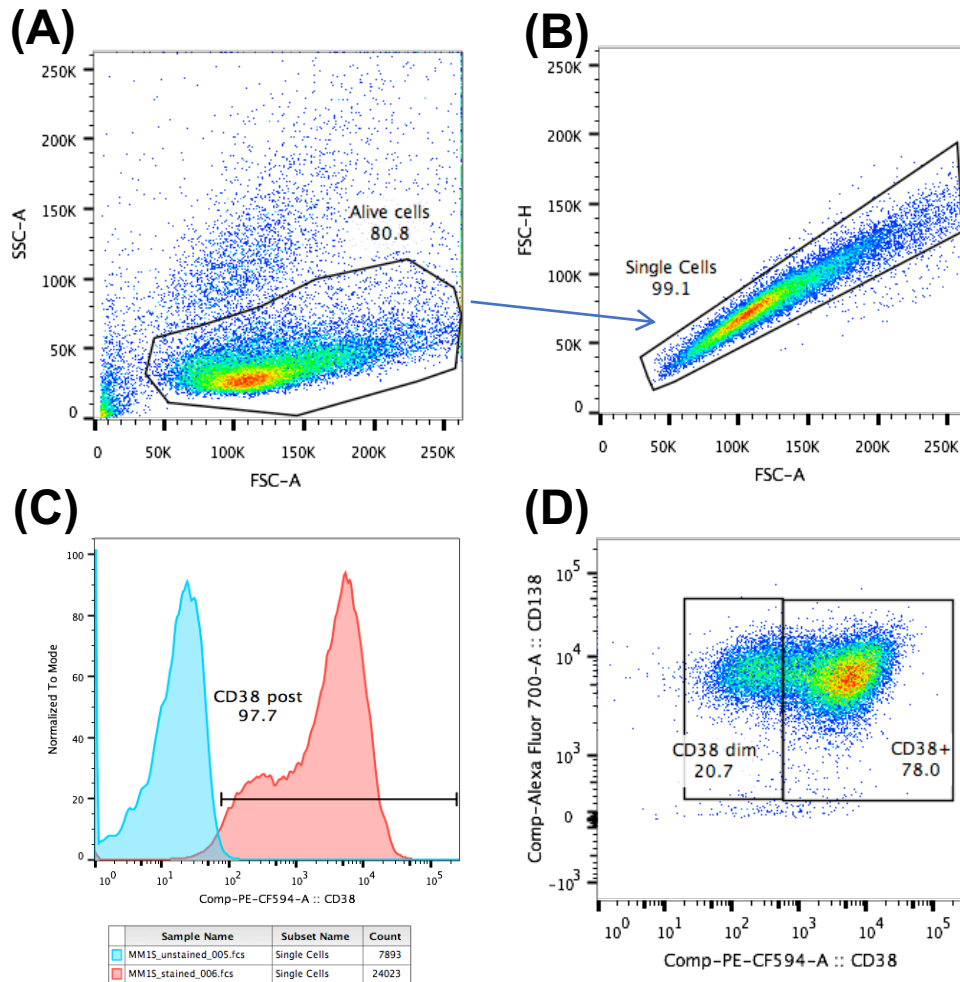 (A)
250K
200K
150K
100K
50K
0
SSC-A
Alive cells
80.8
0 50K 100K 150K 200K 250K
FSC-A
(B)
250K
200K
150K
100K
50K
0
FSC-H
Single Cells
99.1
0 50K 100K 150K 200K 250K
FSC-A
(C)
100
80
60
40
20
0
Normalized To Mode
CD38 post
97.7
10^0 10^1 10^2 10^3 10^4 10^5
Comp-PE-CF594-A :: CD38
Sample Name Subset Name Count
MM1S_unstained_005.fcs Single Cells 7893
MM1S_stained_006.fcs Single Cells 24023
(D)
10^5
10^4
10^3
0
-10^3
Comp-Alexa Fluor 700-A :: CD138
CD38 dim
20.7
CD38+
78.0
10^0 10^1 10^2 10^3 10^4 10^5
Comp-PE-CF594-A :: CD38